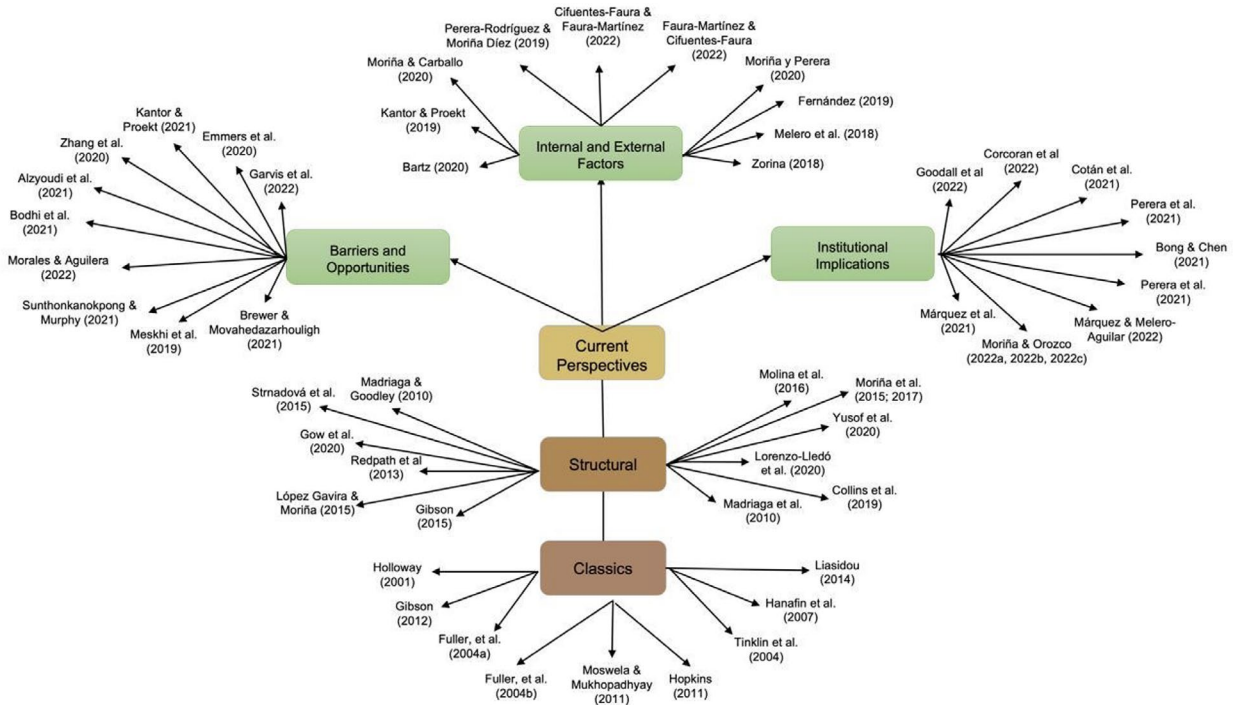 Perera-Rodríguez &
Moriña Díez (2019)
Cifuentes-Faura &
Faura-Martínez
(2022)
Faura-Martínez &
Cifuentes-Faura
(2022)
Moriña & Carballo
(2020)
Moriña y Perera
(2020)
Kantor & Proekt
(2019)
Fernández (2019)
Bartz (2020)
Internal and External
Factors
Melero et al. (2018)
Zorina (2018)
Kantor &
Proekt (2021)
Emmers et al.
(2020)
Zhang et al.
(2020)
Garvis et al.
(2022)
Alzyoudi et al.
(2021)
Bodhi et al.
(2021)
Morales & Aguilera
(2022)
Sunthonkanokpong &
Murphy (2021)
Meskhi et al.
(2019)
Brewer &
Movahedazarhouligh
(2021)
Barriers and
Opportunities
Goodall et al
(2022)
Corcoran et al
(2022)
Cotán et al.
(2021)
Perera et al.
(2021)
Bong & Chen
(2021)
Perera et al.
(2021)
Márquez & Melero-
Aguilar (2022)
Moriña & Orozco
(2022a, 2022b, 2022c)
Márquez et al.
(2021)
Institutional
Implications
Current
Perspectives
Strnadová et al.
(2015)
Madriaga &
Goodley (2010)
Gow et al.
(2020)
Redpath et al
(2013)
López Gavira &
Moriña (2015)
Gibson
(2015)
Structural
Molina et al.
(2016)
Moriña et al.
(2015; 2017)
Yusof et al.
(2020)
Lorenzo-Lledó
et al. (2020)
Collins et al.
(2019)
Madriaga et al.
(2010)
Classics
Holloway
(2001)
Gibson
(2012)
Fuller, et al.
(2004a)
Fuller, et al.
(2004b)
Moswela &
Mukhopadhyay
(2011)
Hopkins
(2011)
Tinklin et al.
(2004)
Hanafin et al.
(2007)
Liasidou
(2014)